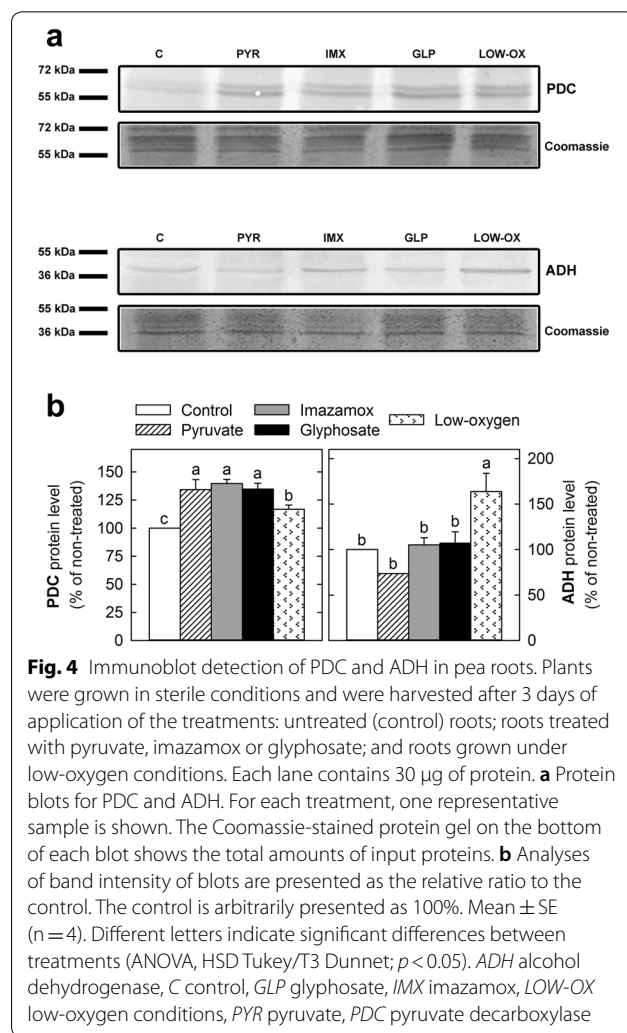 a
C PYR IMX GLP LOW-OX
72 kDa
55 kDa
PDC
72 kDa
55 kDa
Coomassie
C PYR IMX GLP LOW-OX
55 kDa
36 kDa
ADH
55 kDa
36 kDa
Coomassie
b
Control Imazamox Low-oxygen
Pyruvate Glyphosate
PDC protein level
(% of non-treated)
150
125
100
75
50
25
0
c a a a b
b b b b a
200
150
100
50
0
ADH protein level
(% of non-treated)
Fig. 4 Immunoblot detection of PDC and ADH in pea roots. Plants
were grown in sterile conditions and were harvested after 3 days of
application of the treatments: untreated (control) roots; roots treated
with pyruvate, imazamox or glyphosate; and roots grown under
low-oxygen conditions. Each lane contains 30 µg of protein. a Protein
blots for PDC and ADH. For each treatment, one representative
sample is shown. The Coomassie-stained protein gel on the bottom
of each blot shows the total amounts of input proteins. b Analyses
of band intensity of blots are presented as the relative ratio to the
control. The control is arbitrarily presented as 100%. Mean ± SE
(n = 4). Different letters indicate significant differences between
treatments (ANOVA, HSD Tukey/T3 Dunnet; p < 0.05). ADH alcohol
dehydrogenase, C control, GLP glyphosate, IMX imazamox, LOW-OX
low-oxygen conditions, PYR pyruvate, PDC pyruvate decarboxylase